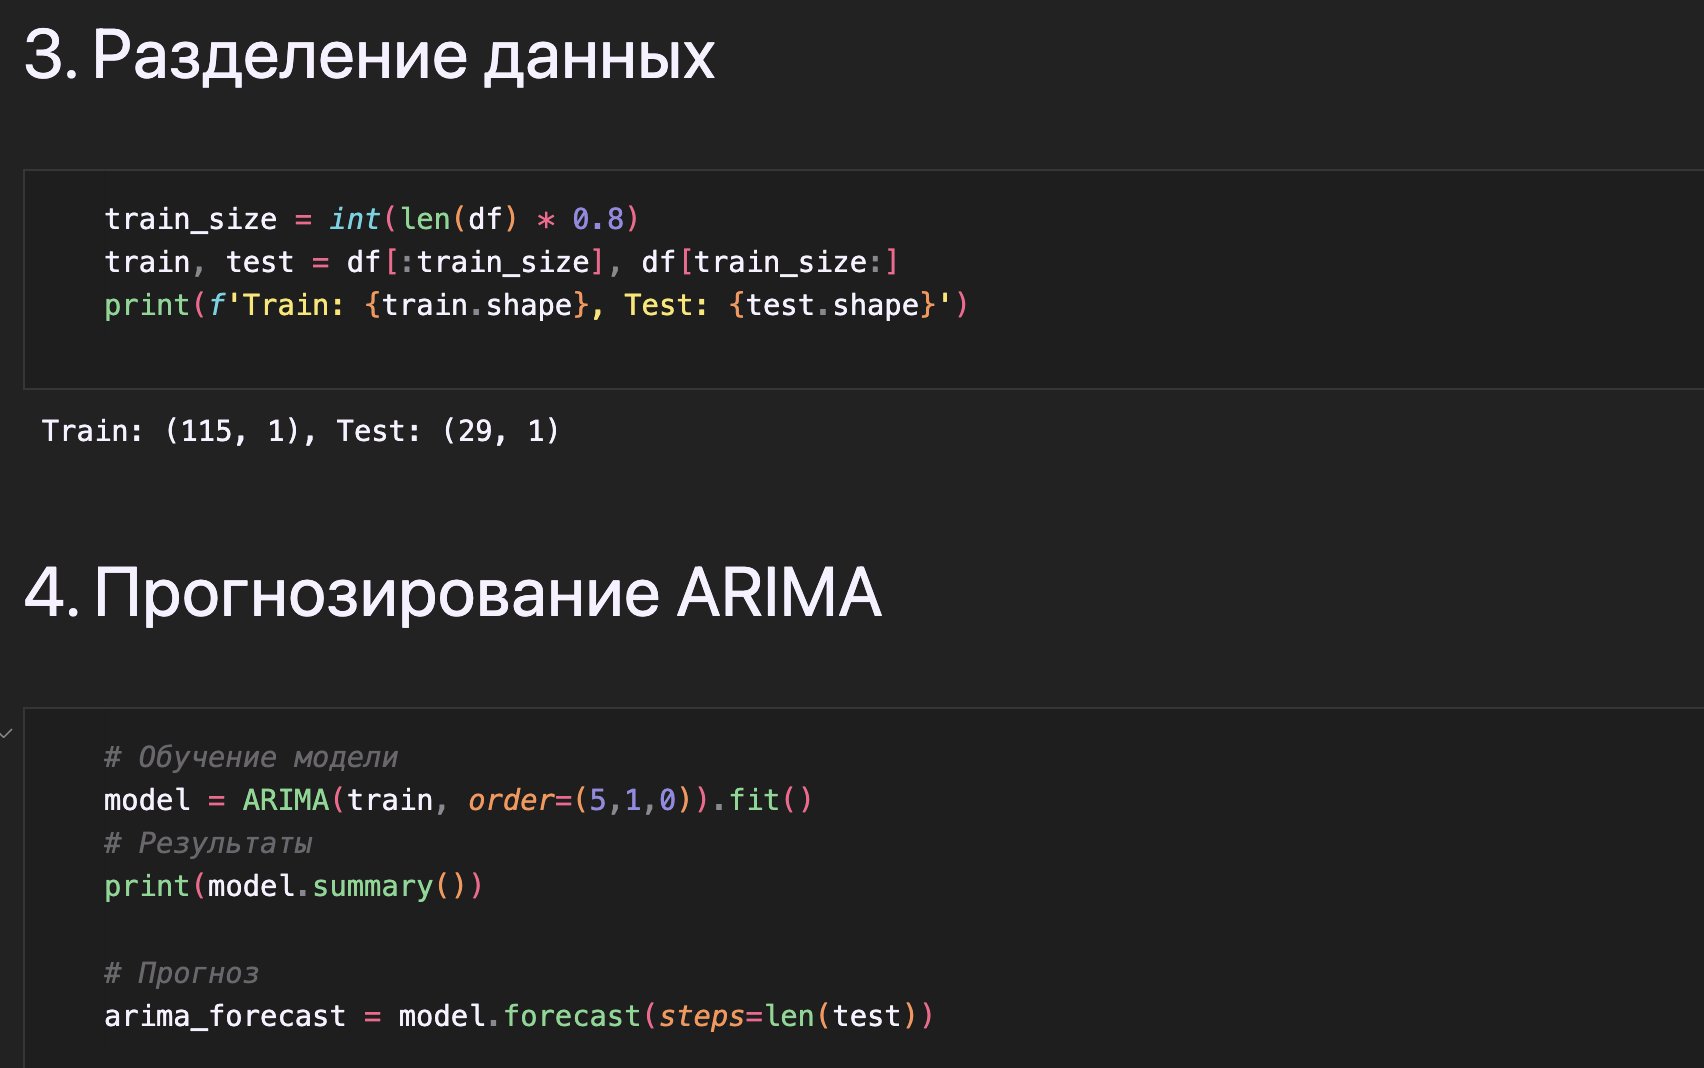 3. Разделение данных
train_size = int(len(df) * 0.8)
train, test = df[:train_size], df[train_size:]
print(f'Train: {train.shape}, Test: {test.shape}')
Train: (115, 1), Test: (29, 1)
4. Прогнозирование ARIMA
# Обучение модели
model = ARIMA(train, order=(5,1,0)).fit()
# Результаты
print(model.summary())
# Прогноз
arima_forecast = model.forecast(steps=len(test))